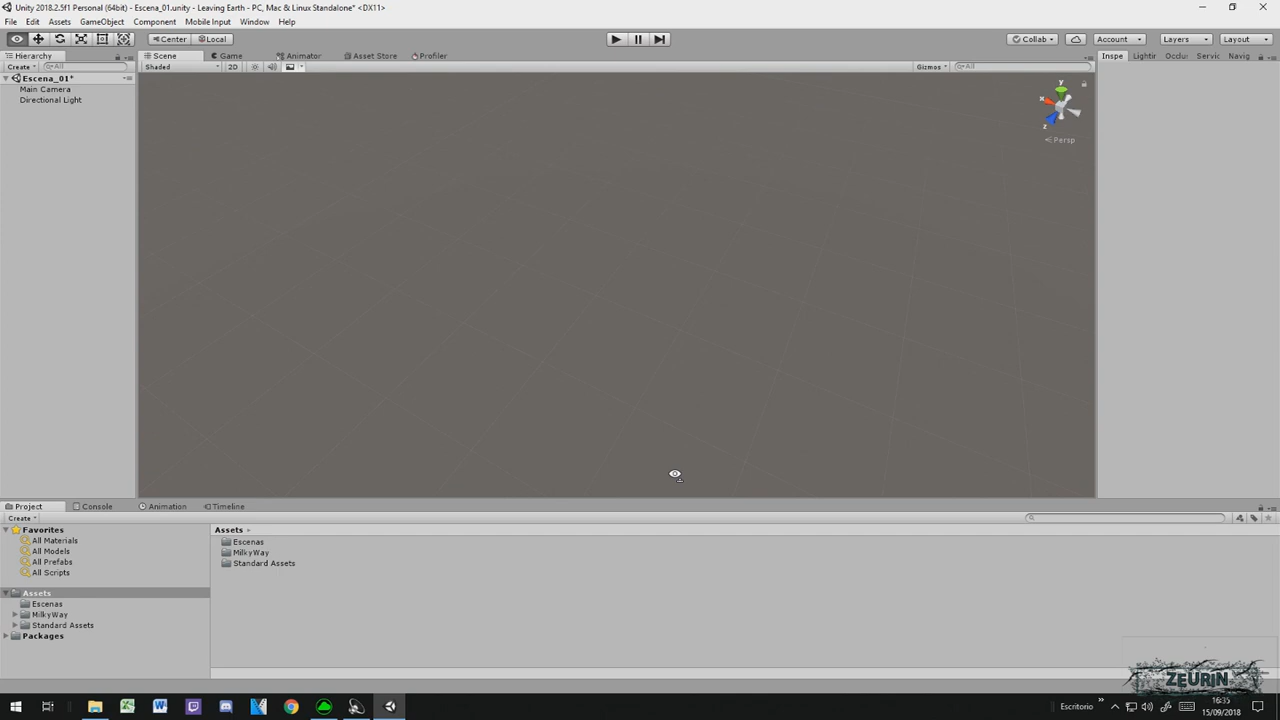 Unity 2018.2.5f1 Personal (64bit) - Escena_01.unity - Leaving Earth - PC, Mac & Linux Standalone* <DX11>
File Edit Assets GameObject Component Mobile Input Window Help
Center Local Collab Account Layers Layout
Hierarchy Scene Game Animator Asset Store Profiler Inspe Lightir Occlu Servic Navig
Create All Shaded 2D Gizmos All
Escena_01*
Main Camera
Directional Light
y
x
z
Persp
Project Console Animation Timeline
Create
Favorites
All Materials
All Models
All Prefabs
All Scripts
Assets
Escenas
MilkyWay
Standard Assets
Packages
Assets
Escenas
MilkyWay
Standard Assets
ZEURIN
Escritorio
16:35
15/09/2018